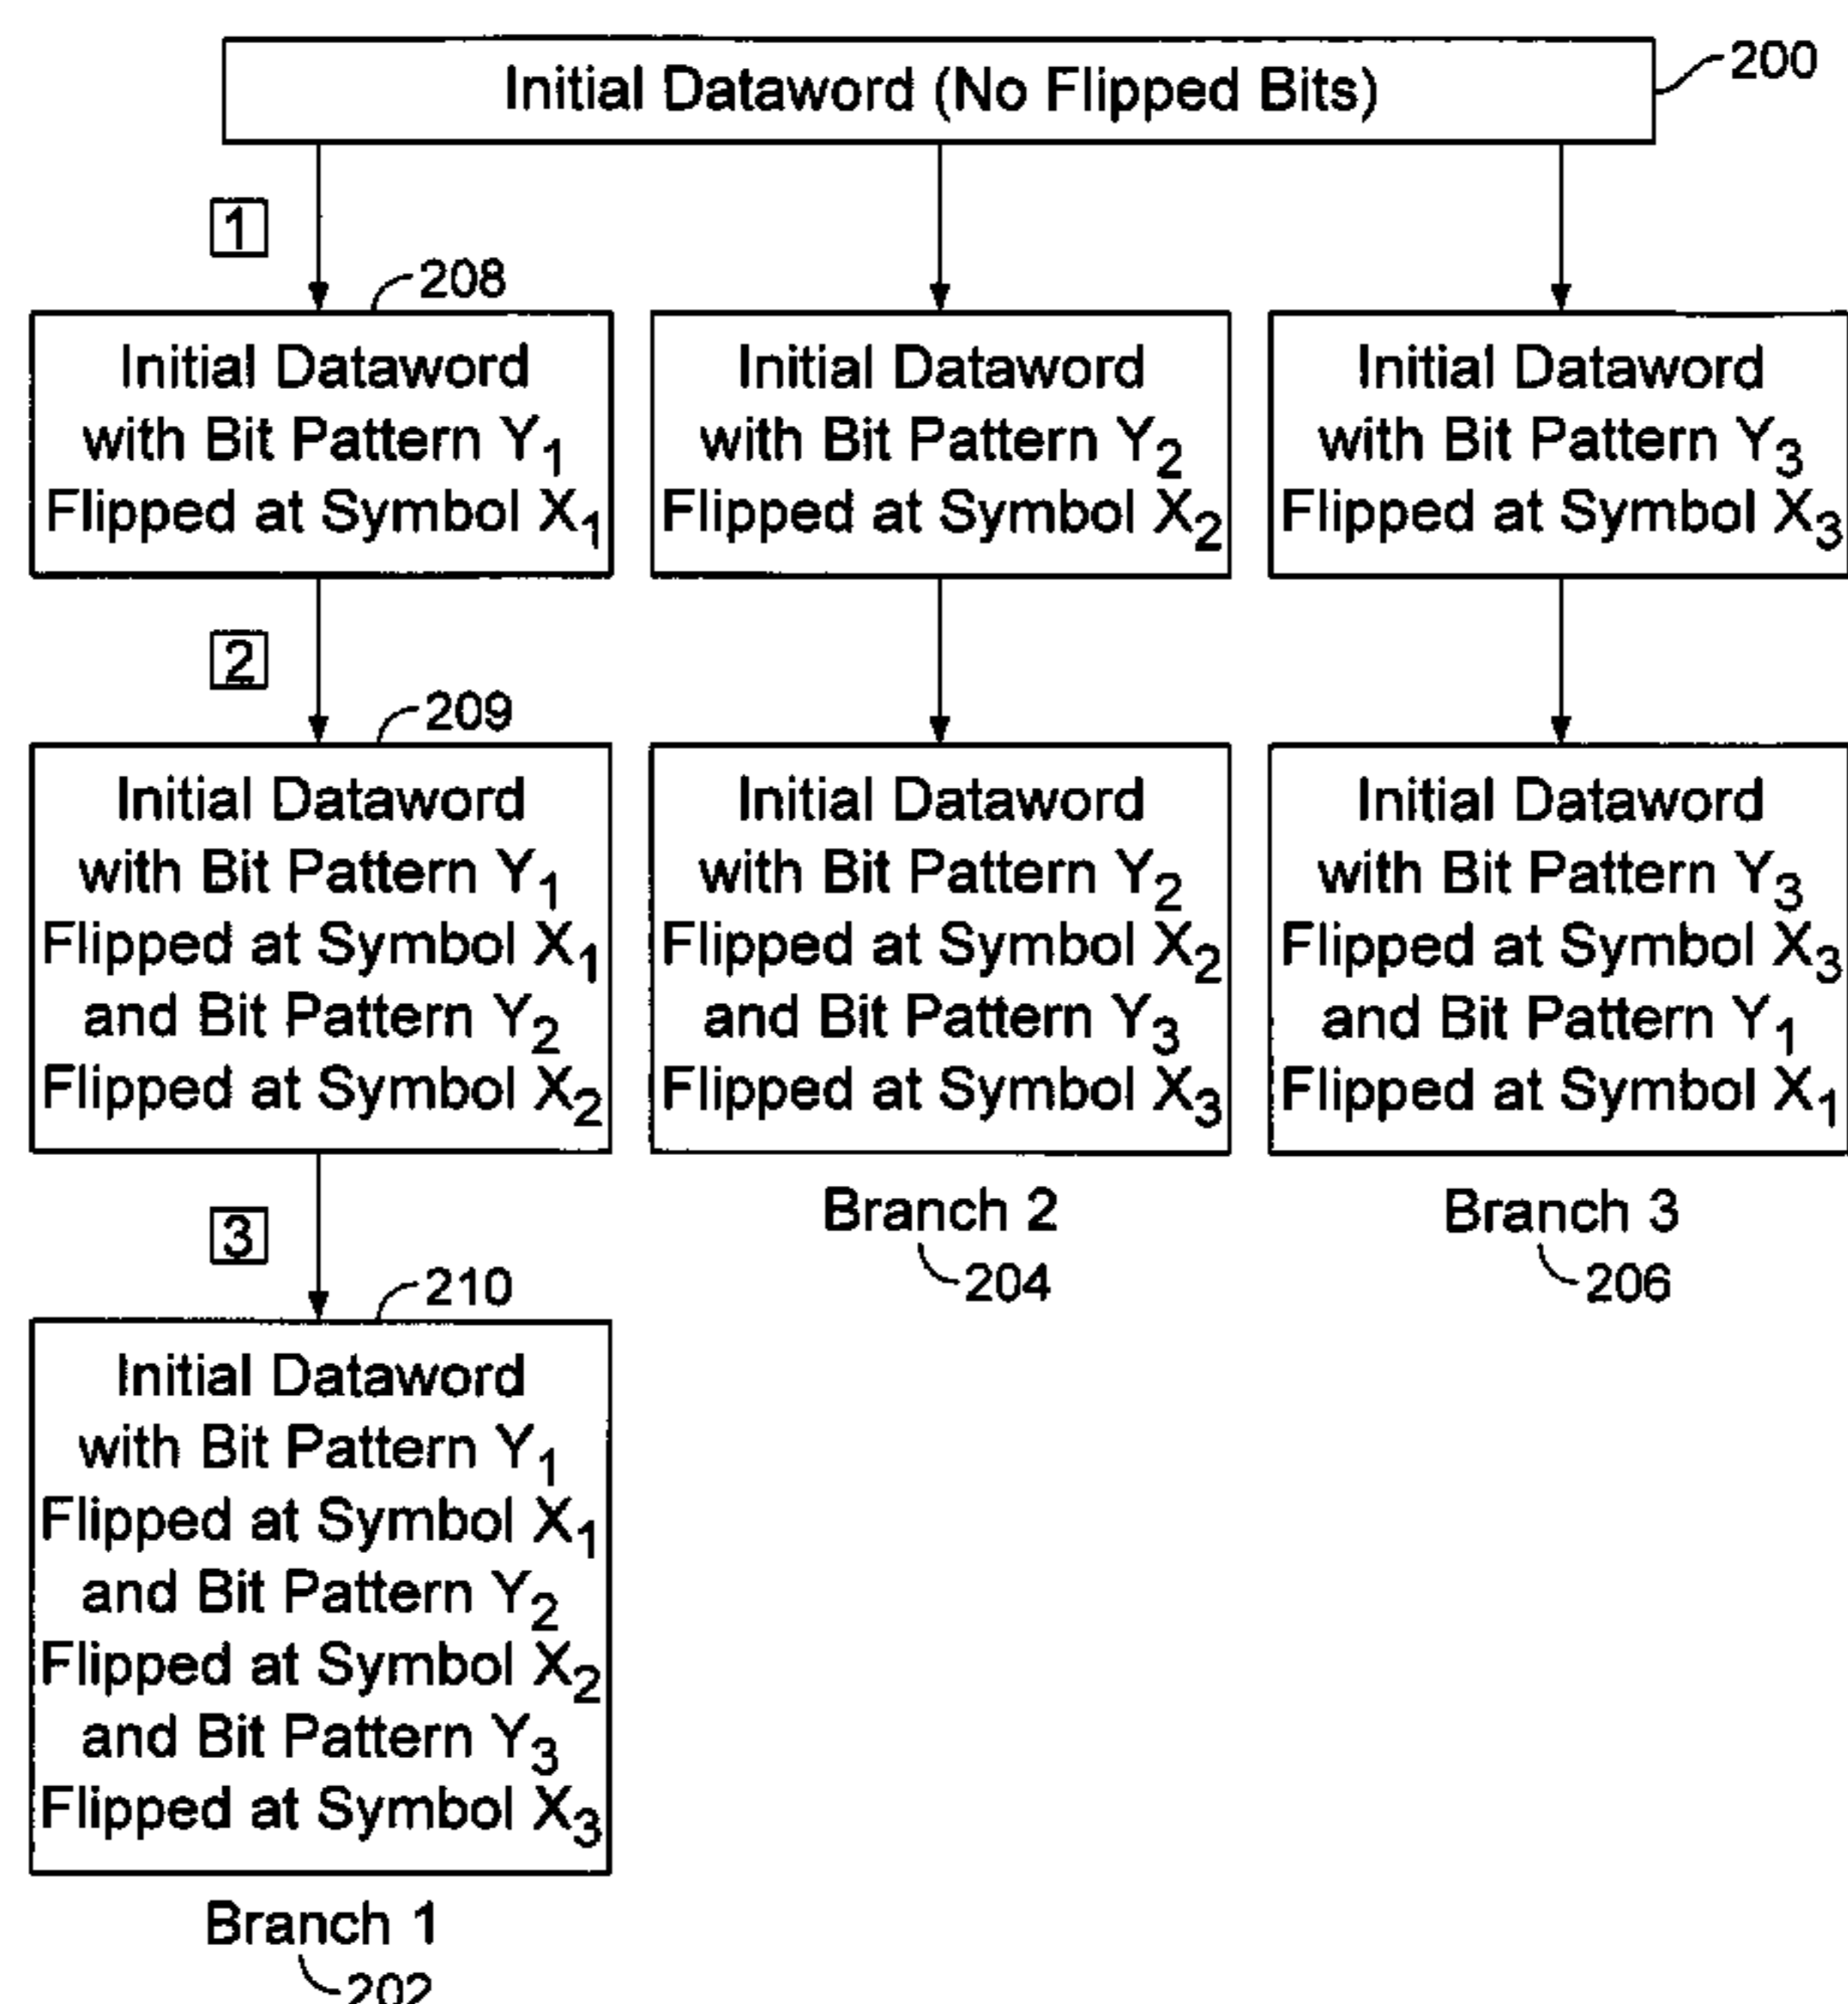 Initial Dataword (No Flipped Bits)
200
1
208
Initial Dataword
with Bit Pattern Y1
Flipped at Symbol X1
Initial Dataword
with Bit Pattern Y2
Flipped at Symbol X2
Initial Dataword
with Bit Pattern Y3
Flipped at Symbol X3
2
209
Initial Dataword
with Bit Pattern Y1
Flipped at Symbol X1
and Bit Pattern Y2
Flipped at Symbol X2
Initial Dataword
with Bit Pattern Y2
Flipped at Symbol X2
and Bit Pattern Y3
Flipped at Symbol X3
Initial Dataword
with Bit Pattern Y3
Flipped at Symbol X3
and Bit Pattern Y1
Flipped at Symbol X1
Branch 2
204
Branch 3
206
3
210
Initial Dataword
with Bit Pattern Y1
Flipped at Symbol X1
and Bit Pattern Y2
Flipped at Symbol X2
and Bit Pattern Y3
Flipped at Symbol X3
Branch 1
202